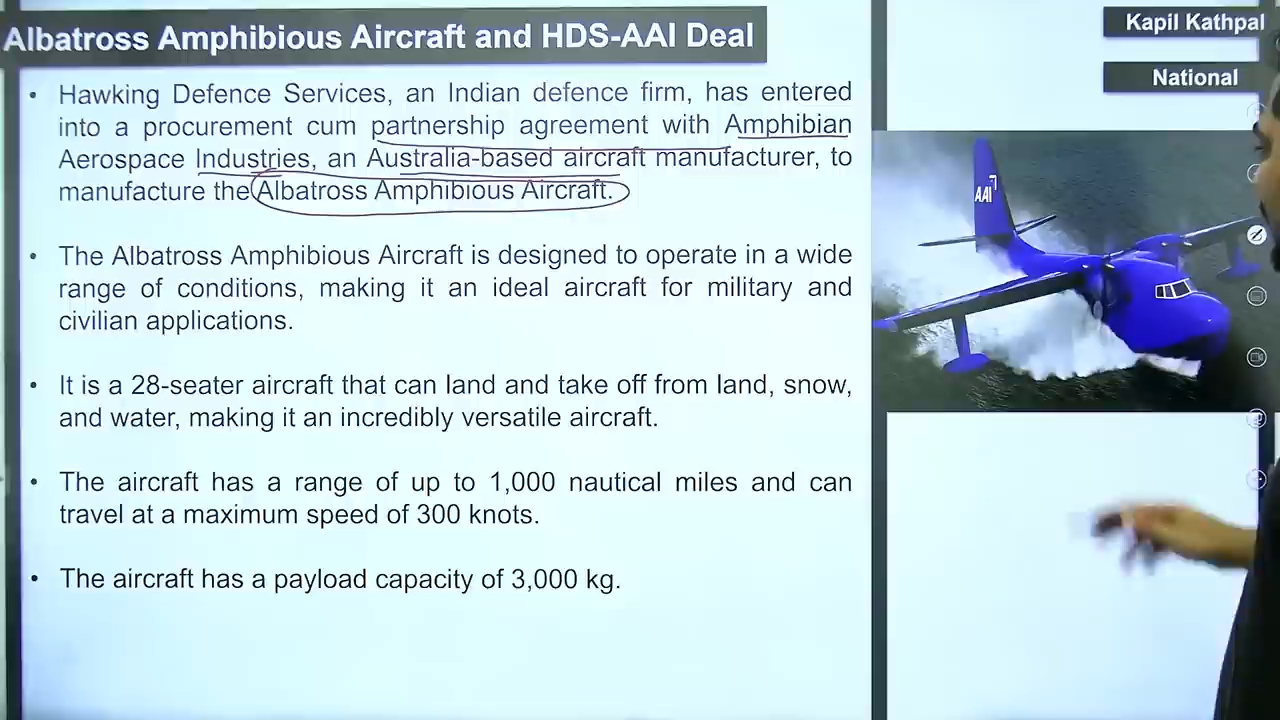 Albatross Amphibious Aircraft and HDS-AAI Deal
Kapil Kathpal
National
• Hawking Defence Services, an Indian defence firm, has entered
into a procurement cum partnership agreement with Amphibian
Aerospace Industries, an Australia-based aircraft manufacturer, to
manufacture the Albatross Amphibious Aircraft.
• The Albatross Amphibious Aircraft is designed to operate in a wide
range of conditions, making it an ideal aircraft for military and
civilian applications.
• It is a 28-seater aircraft that can land and take off from land, snow,
and water, making it an incredibly versatile aircraft.
• The aircraft has a range of up to 1,000 nautical miles and can
travel at a maximum speed of 300 knots.
• The aircraft has a payload capacity of 3,000 kg.
AAI